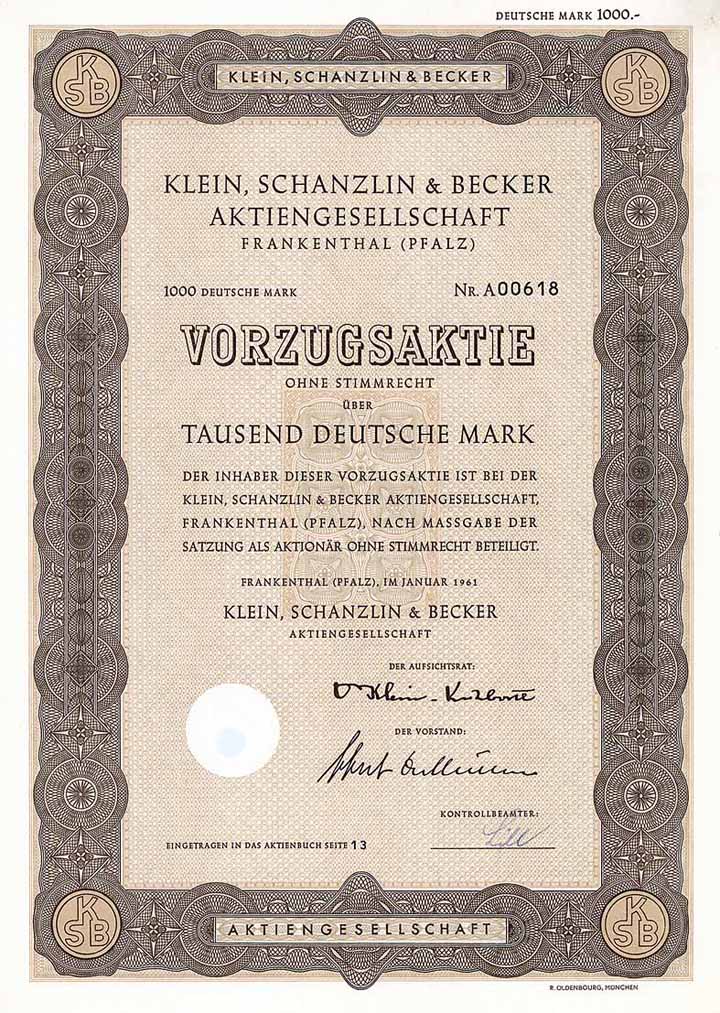 DEUTSCHE MARK 1000.-
KSB
KLEIN, SCHANZLIN & BECKER
KSB
KLEIN, SCHANZLIN & BECKER
AKTIENGESELLSCHAFT
FRANKENTHAL (PFALZ)
1000 DEUTSCHE MARK
NR. A00618
VORZUGSAKTIE
OHNE STIMMRECHT
ÜBER
TAUSEND DEUTSCHE MARK
DER INHABER DIESER VORZUGSAKTIE IST BEI DER
KLEIN, SCHANZLIN & BECKER AKTIENGESELLSCHAFT,
FRANKENTHAL (PFALZ), NACH MASSGABE DER
SATZUNG ALS AKTIONÄR OHNE STIMMRECHT BETEILIGT.
FRANKENTHAL (PFALZ), IM JANUAR 1961
KLEIN, SCHANZLIN & BECKER
AKTIENGESELLSCHAFT
DER AUFSICHTSRAT:
DER VORSTAND:
KONTROLLBEAMTER:
EINGETRAGEN IN DAS AKTIENBUCH SEITE 13
KSB
AKTIENGESELLSCHAFT
KSB
R. OLDENBOURG, MÜNCHEN